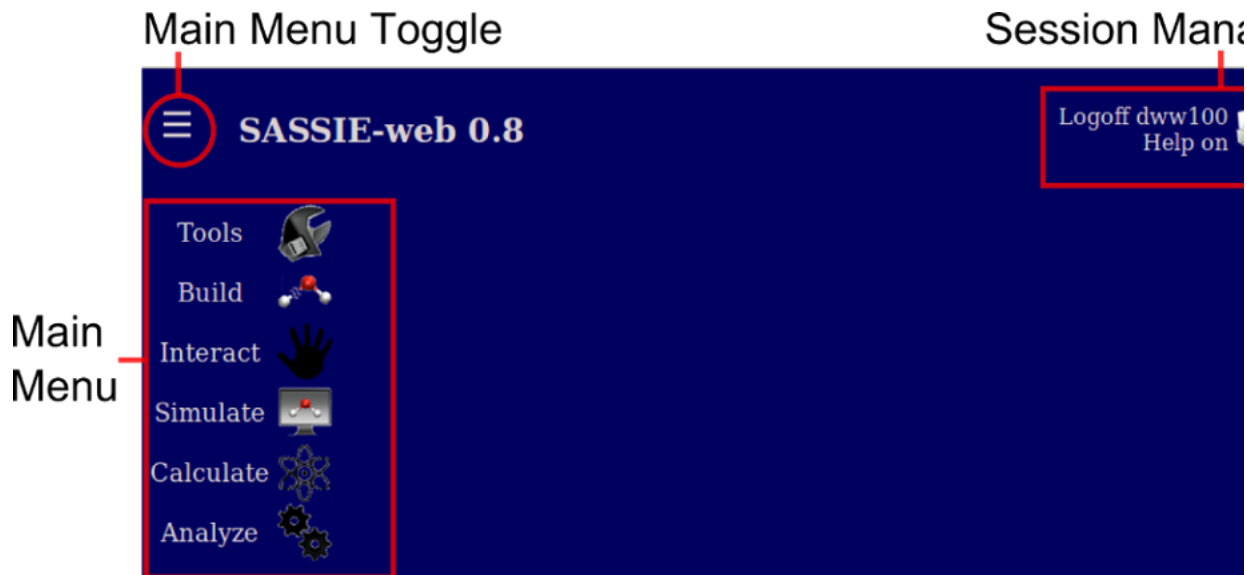 Main Menu Toggle
Session
SASSIE-web 0.8
Logoff dww100
Help on
Tools
Build
Interact
Simulate
Calculate
Analyze
Main
Menu